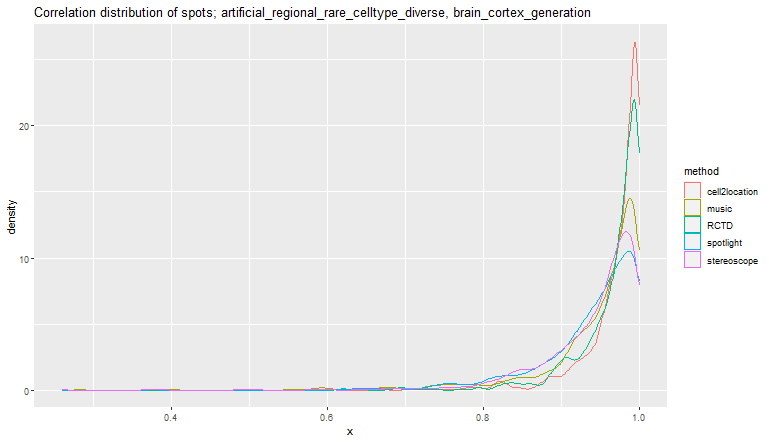 Correlation distribution of spots; artificial_regional_rare_celltype_diverse, brain_cortex_generation
density
20
10
0
0.4
0.6
0.8
1.0
x
method
cell2location
music
RCTD
spotlight
stereoscope